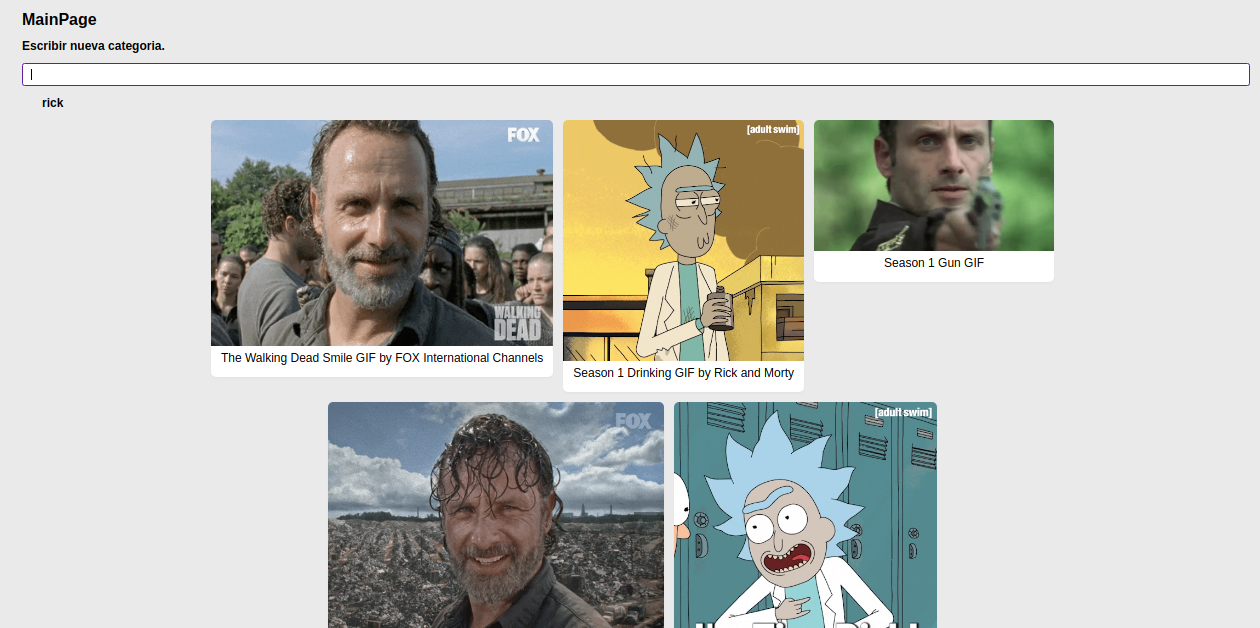 MainPage
Escribir nueva categoria.
rick
FOX
[adult swim]
THE WALKING DEAD
The Walking Dead Smile GIF by FOX International Channels
Season 1 Drinking GIF by Rick and Morty
Season 1 Gun GIF
FOX
[adult swim]